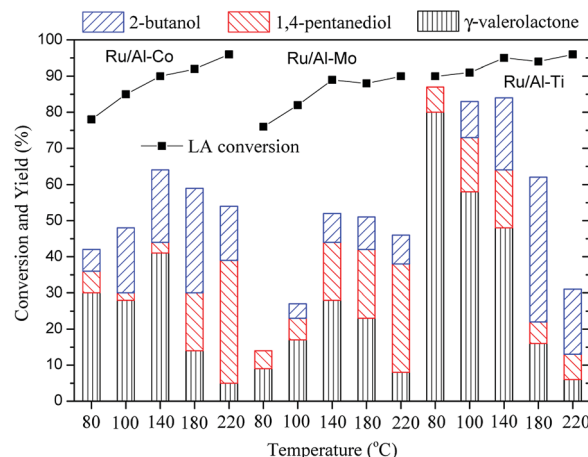 2-butanol 1,4-pentanediol γ-valerolactone
100
90
80
70
60
50
40
30
20
10
0
Conversion and Yield (%)
Ru/Al-Co
Ru/Al-Mo
Ru/Al-Ti
LA conversion
80 100 140 180 220 80 100 140 180 220 80 100 140 180 220
Temperature (°C)